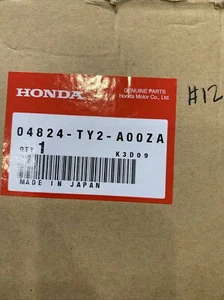 HONDA
GENUINE PARTS
Honda Motor Co., Ltd.
#12
04824-TY2-A00ZA
QTY 1
K3D09
MADE IN JAPAN